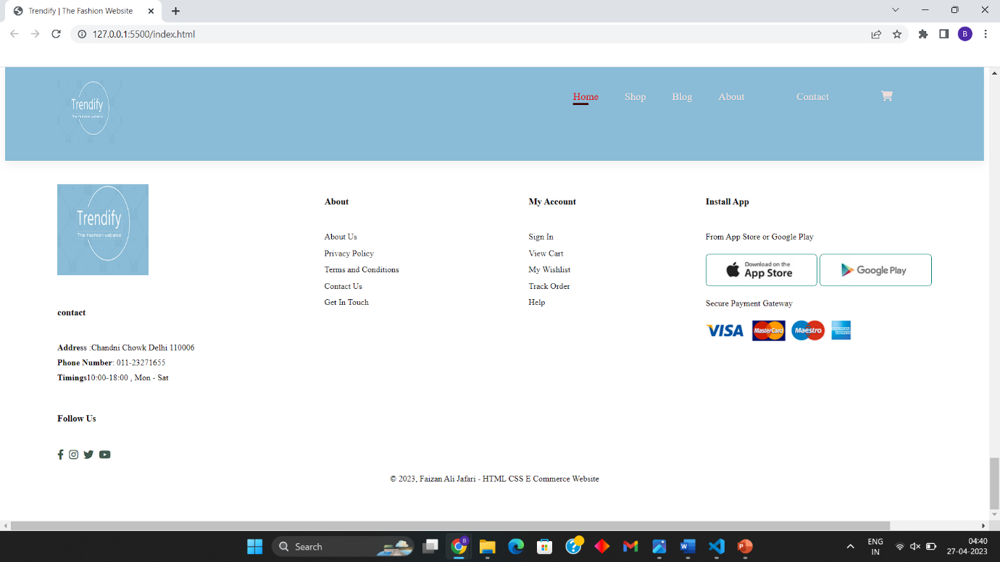 Trendify | The Fashion Website
127.0.0.1:5500/index.html
B
Trendify
The fashion website
Home Shop Blog About Contact
Trendify
The fashion website
contact
Address :Chandni Chowk Delhi 110006
Phone Number: 011-23271655
Timings10:00-18:00 , Mon - Sat
Follow Us
About
About Us
Privacy Policy
Terms and Conditions
Contact Us
Get In Touch
My Account
Sign In
View Cart
My Wishlist
Track Order
Help
Install App
From App Store or Google Play
Download on the
App Store
Google Play
Secure Payment Gateway
VISA MasterCard Maestro AMERICAN EXPRESS
© 2023, Faizan Ali Jafari - HTML CSS E Commerce Website
Search
B
ENG
IN
04:40
27-04-2023